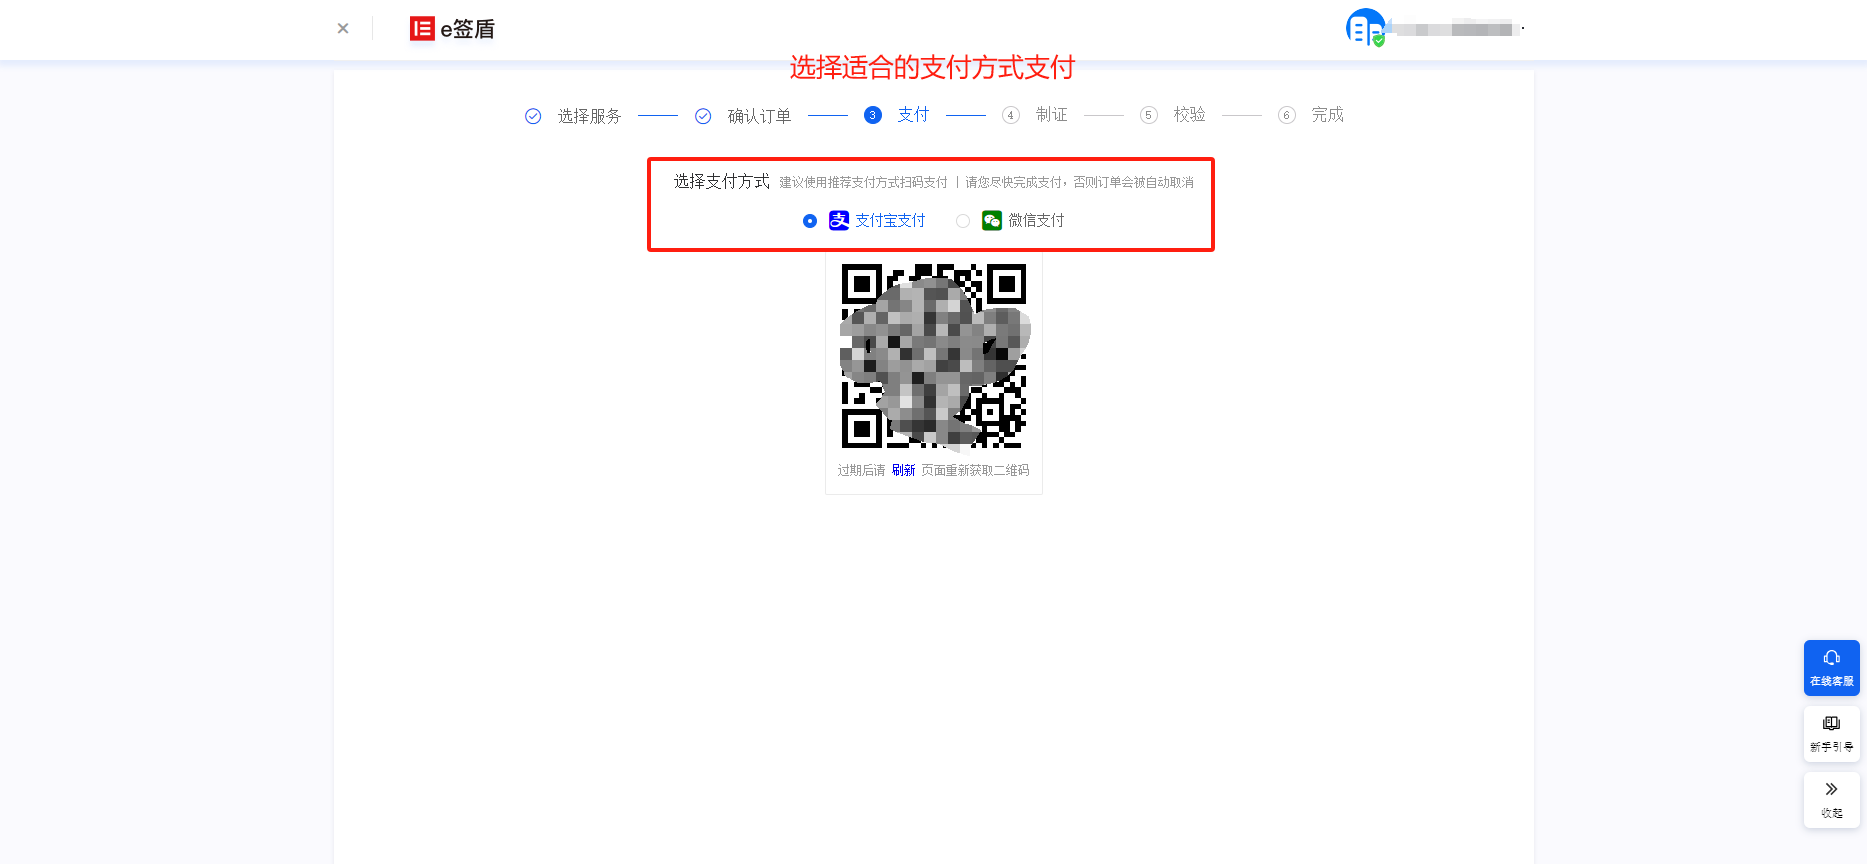 e签盾
选择适合的支付方式支付
选择服务
确认订单
3 支付
4 制证
5 校验
6 完成
选择支付方式 建议使用推荐支付方式扫码支付 | 请您尽快完成支付，否则订单会被自动取消
支付宝支付 微信支付
过期后请 刷新 页面重新获取二维码
在线客服
新手引导
收起